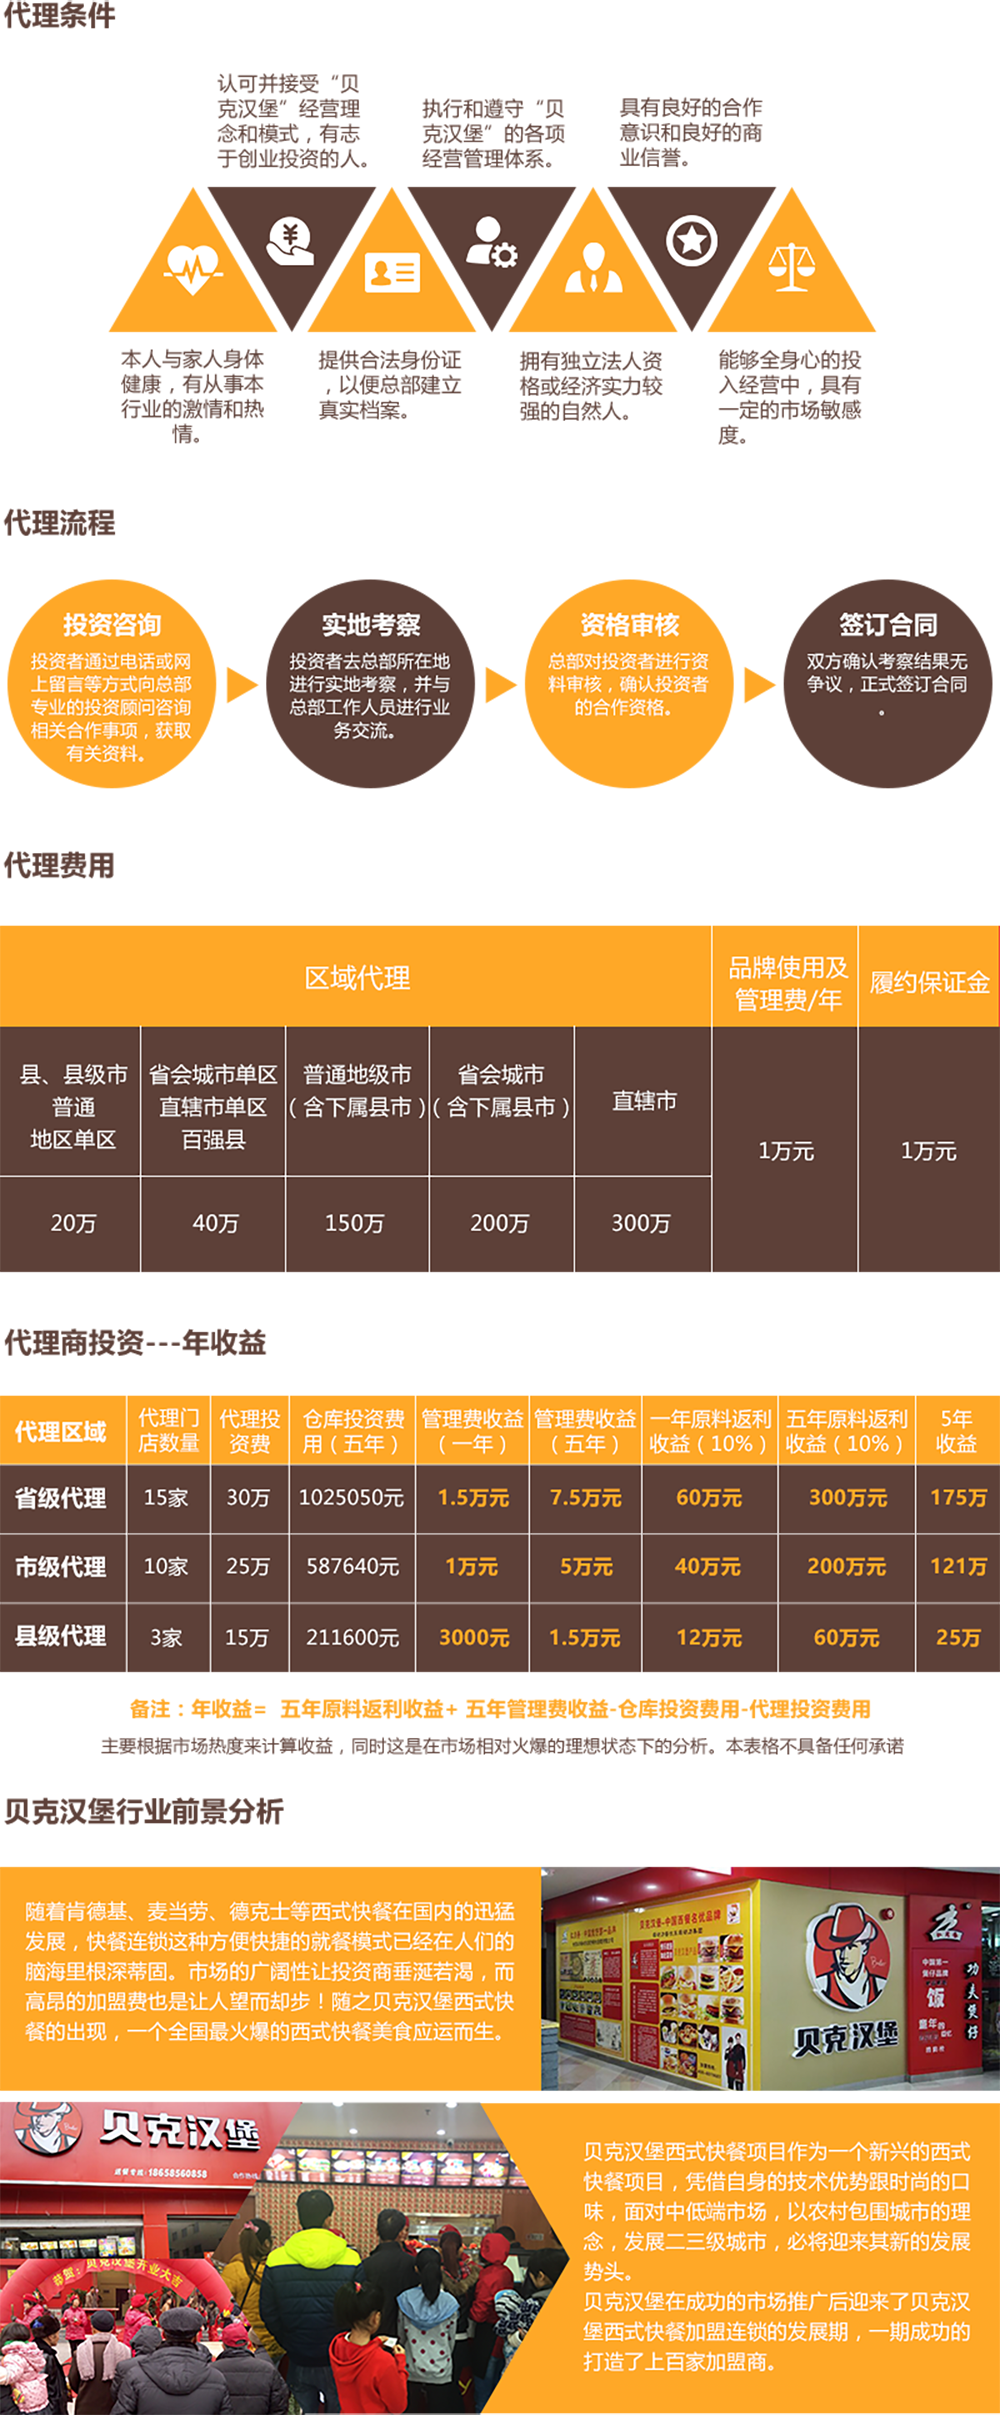 代理条件
认可并接受“贝
克汉堡”经营理
念和模式，有志
于创业投资的人。
执行和遵守“贝
克汉堡”的各项
经营管理体系。
具有良好的合作
意识和良好的商
业信誉。
本人与家人身体
健康，有从事本
行业的激情和热
情。
提供合法身份证
，以便总部建立
真实档案。
拥有独立法人资
格或经济实力较
强的自然人。
能够全身心的投
入经营中，具有
一定的市场敏感
度。
代理流程
投资咨询
投资者通过电话或网
上留言等方式向总部
专业的投资顾问咨询
相关合作事项，获取
有关资料。
实地考察
投资者去总部所在地
进行实地考察，并与
总部工作人员进行业
务交流。
资格审核
总部对投资者进行资
料审核，确认投资者
的合作资格。
签订合同
双方确认考察结果无
争议，正式签订合同
。
代理费用
区域代理
品牌使用及
管理费/年
履约保证金
县、县级市
普通
地区单区
省会城市单区
直辖市单区
百强县
普通地级市
（含下属县市）
省会城市
（含下属县市）
直辖市
1万元
1万元
20万
40万
150万
200万
300万
代理商投资---年收益
代理区域
代理门
店数量
代理投
资费
仓库投资费
用（五年）
管理费收益
（一年）
管理费收益
（五年）
一年原料返利
收益（10%）
五年原料返利
收益（10%）
5年
收益
省级代理 15家 30万 1025050元 1.5万元 7.5万元 60万元 300万元 175万
市级代理 10家 25万 587640元 1万元 5万元 40万元 200万元 121万
县级代理 3家 15万 211600元 3000元 1.5万元 12万元 60万元 25万
备注：年收益= 五年原料返利收益+ 五年管理费收益-仓库投资费用-代理投资费用
主要根据市场热度来计算收益，同时这是在市场相对火爆的理想状态下的分析。本表格不具备任何承诺
贝克汉堡行业前景分析
随着肯德基、麦当劳、德克士等西式快餐在国内的迅猛
发展，快餐连锁这种方便快捷的就餐模式已经在人们的
脑海里根深蒂固。市场的广阔性让投资商垂涎若渴，而
高昂的加盟费也是让人望而却步！随之贝克汉堡西式快
餐的出现，一个全国最火爆的西式快餐美食应运而生。
贝克汉堡-中国西餐名优品牌
贝克汉堡
中国第一
饭
童年的
功夫煲仔
贝克汉堡
18658560858
恭贺：贝克汉堡开业大吉
贝克汉堡西式快餐项目作为一个新兴的西式
快餐项目，凭借自身的技术优势跟时尚的口
味，面对中低端市场，以农村包围城市的理
念，发展二三级城市，必将迎来其新的发展
势头。
贝克汉堡在成功的市场推广后迎来了贝克汉
堡西式快餐加盟连锁的发展期，一期成功的
打造了上百家加盟商。